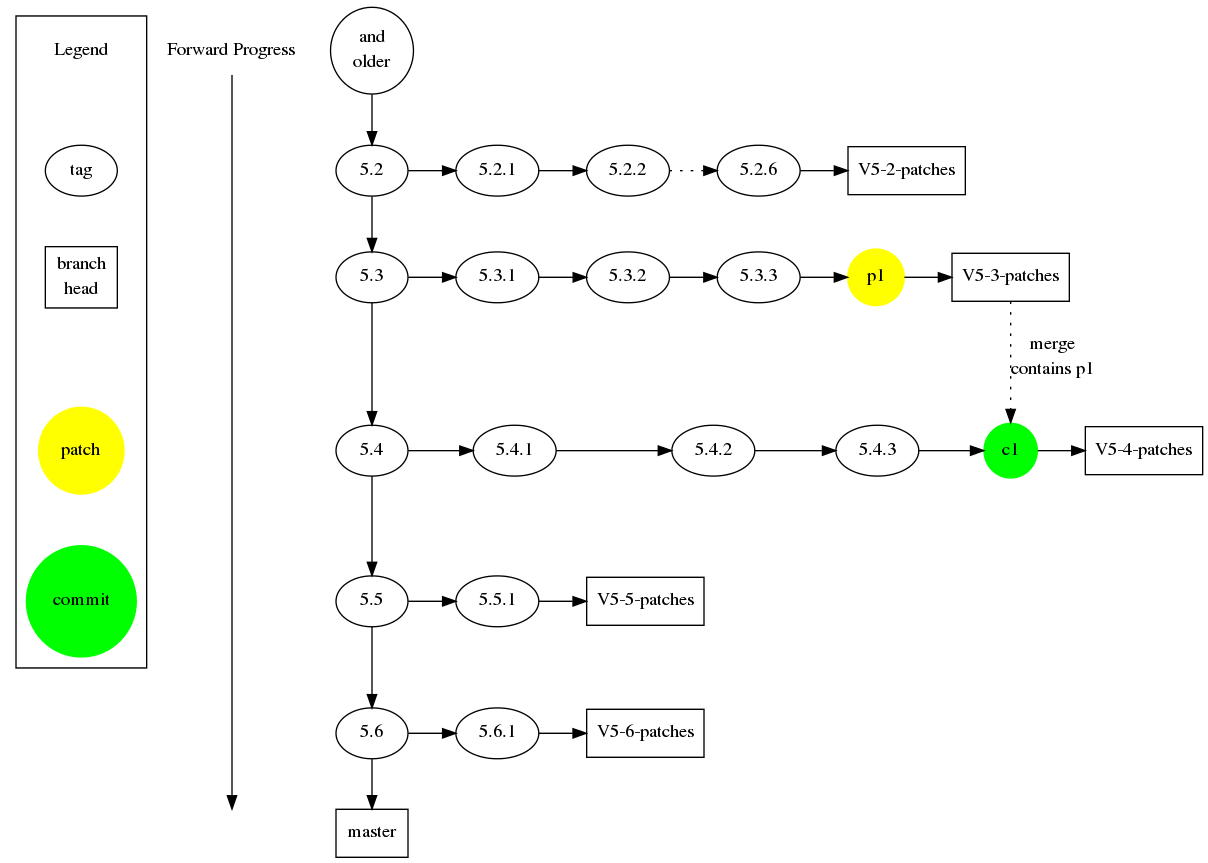 Legend
Forward Progress
and
older
tag
5.2
5.2.1
5.2.2
5.2.6
V5-2-patches
branch
head
5.3
5.3.1
5.3.2
5.3.3
p1
V5-3-patches
merge
contains p1
patch
5.4
5.4.1
5.4.2
5.4.3
c1
V5-4-patches
commit
5.5
5.5.1
V5-5-patches
5.6
5.6.1
V5-6-patches
master